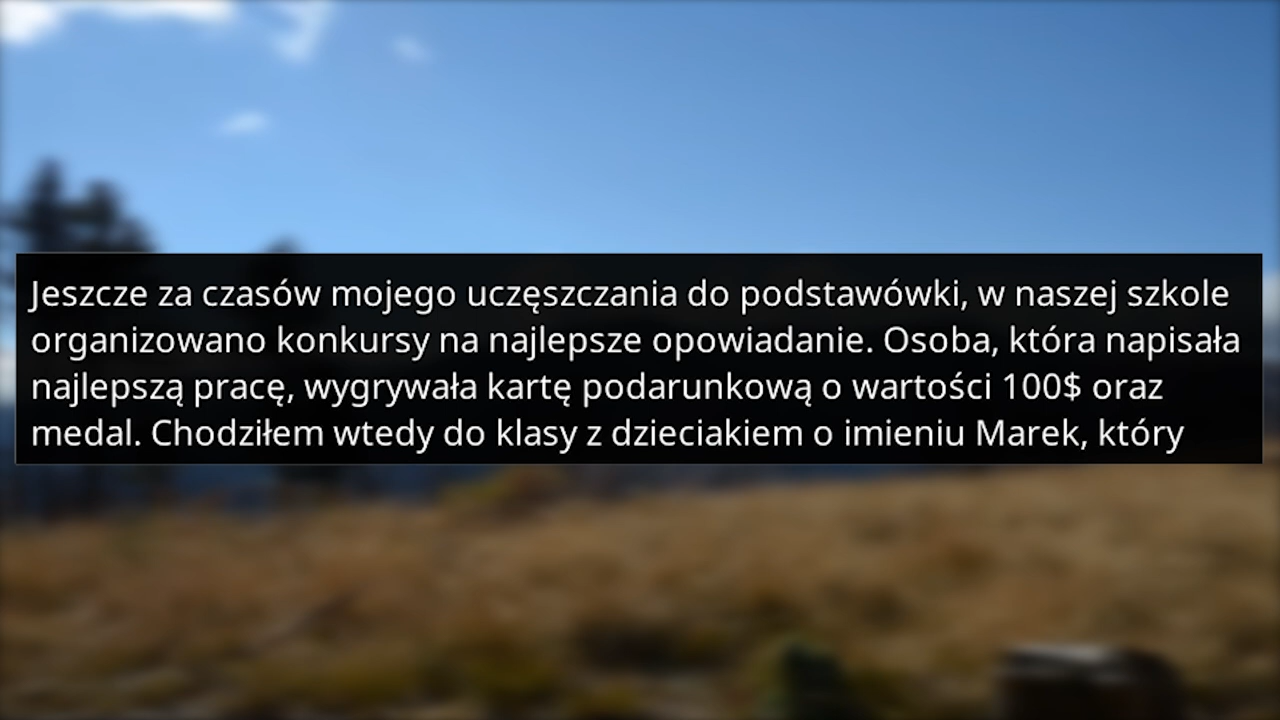 Jeszcze za czasów mojego uczęszczania do podstawówki, w naszej szkole
organizowano konkursy na najlepsze opowiadanie. Osoba, która napisała
najlepszą pracę, wygrywała kartę podarunkową o wartości 100$ oraz
medal. Chodziłem wtedy do klasy z dzieciakiem o imieniu Marek, który